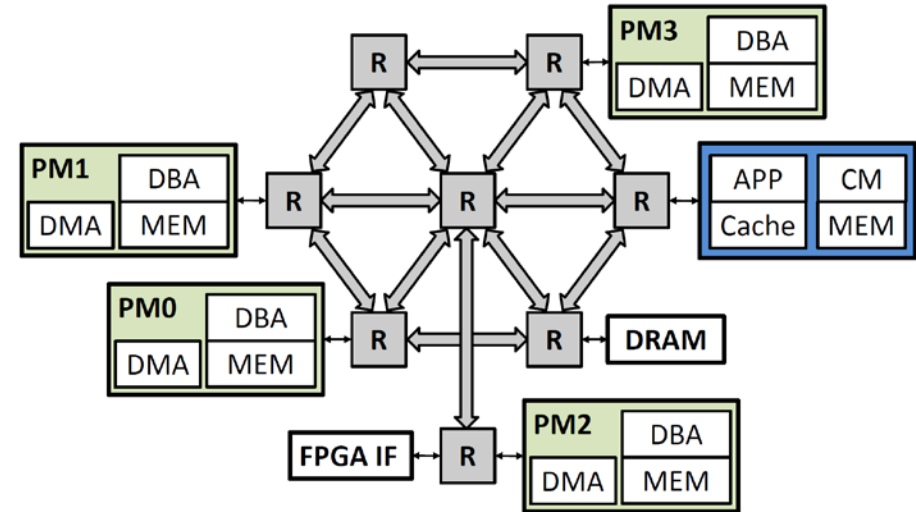 PM3
DBA
DMA
MEM
R
R
PM1
DBA
DMA
MEM
R
R
R
APP
CM
Cache
MEM
PM0
DBA
DMA
MEM
R
R
DRAM
FPGA IF
R
PM2
DBA
DMA
MEM